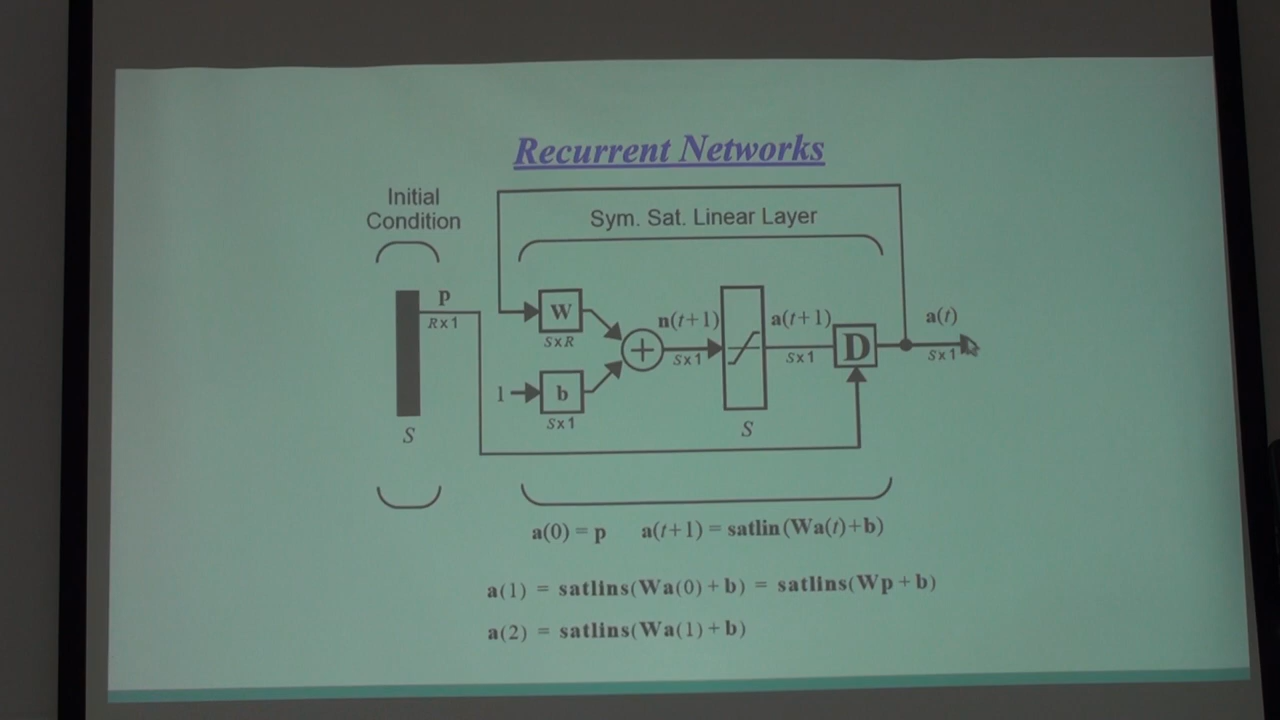 Recurrent Networks
Initial
Condition
Sym. Sat. Linear Layer
p
R x 1
W
S x R
n(t+1)
S x 1
a(t+1)
S x 1
D
a(t)
S x 1
1
b
S x 1
S
S
a(0) = p a(t+1) = satlin(Wa(t)+b)
a(1) = satlins(Wa(0) + b) = satlins(Wp + b)
a(2) = satlins(Wa(1) + b)